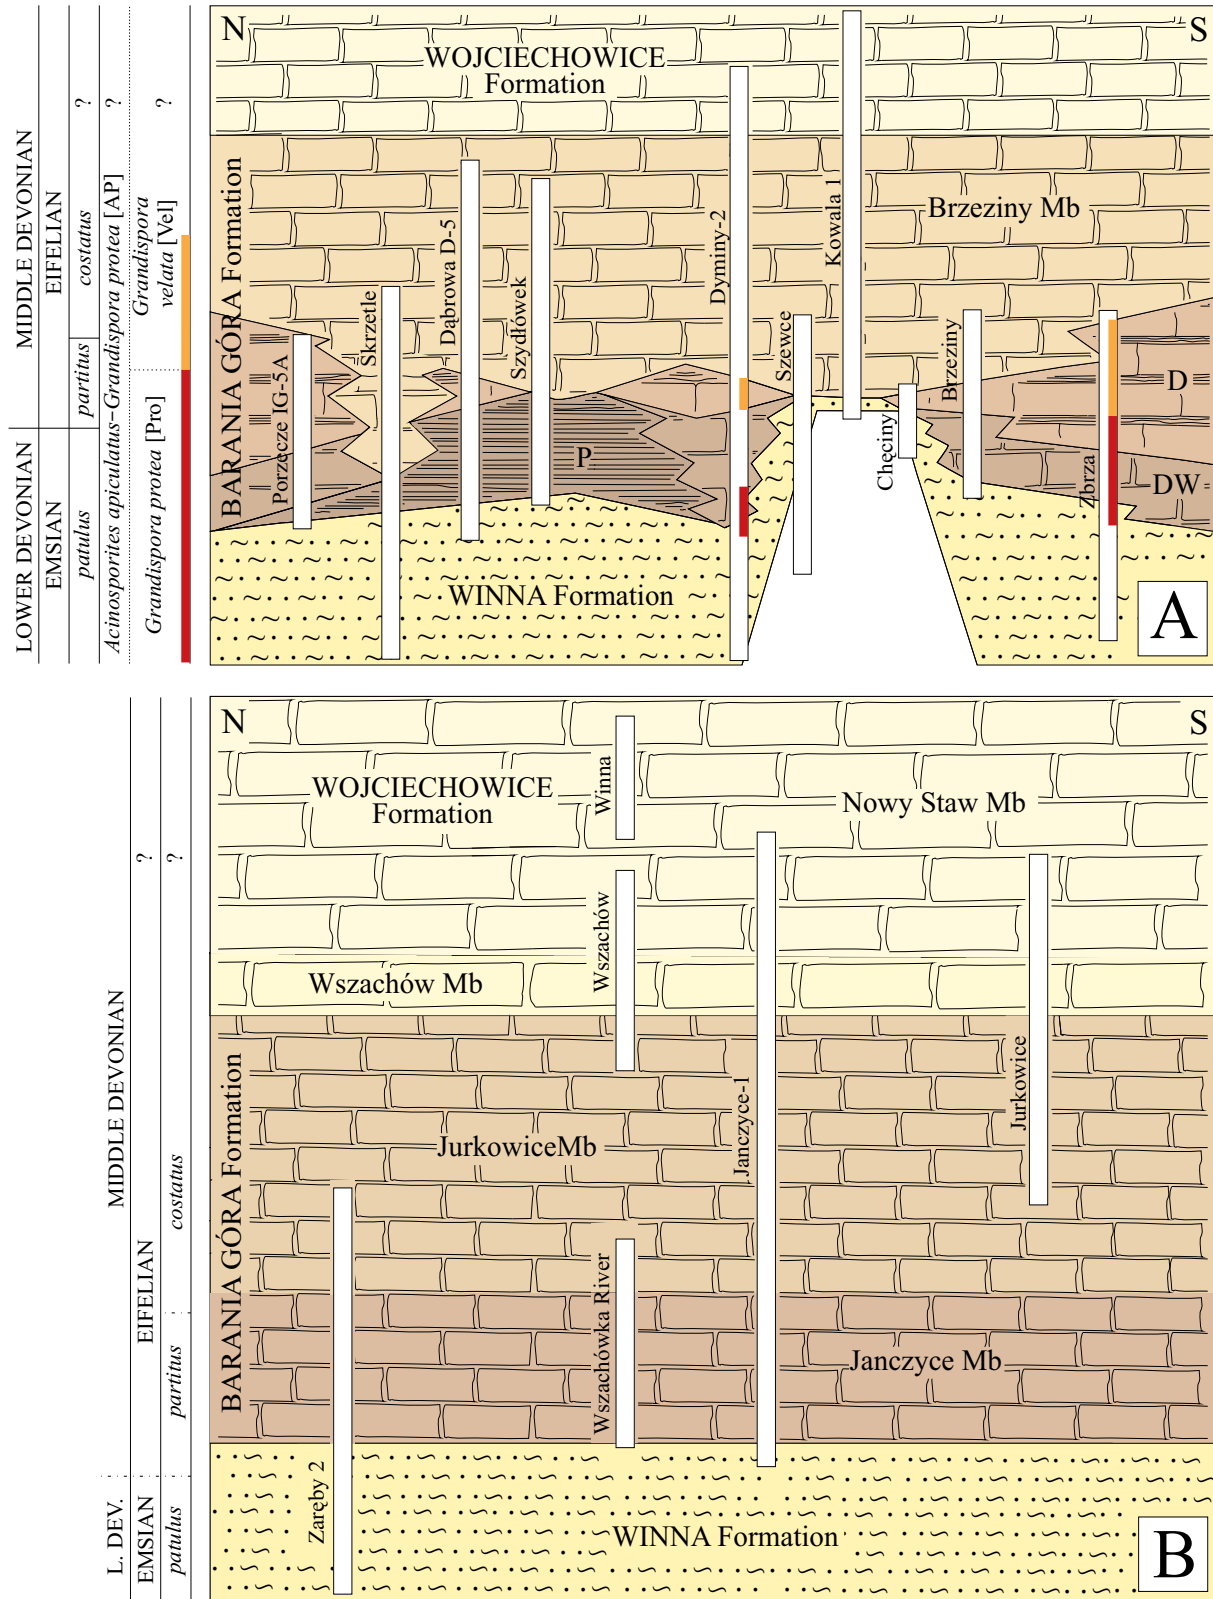 N
S
WOJCIECHOWICE
Formation
BARANIA GÓRA Formation
Brzeziny Mb
Porzecze IG-5A
Skrzetle
Dąbrowa D-5
Szydłówek
Dyminy-2
Szewce
Kowala 1
Chęciny
Brzeziny
Zbrza
P
D
DW
WINNA Formation
A
LOWER DEVONIAN
MIDDLE DEVONIAN
EMSIAN
EIFELIAN
patulus
partitus
costatus
?
Acinosporites apiculatus–Grandispora protea [AP]
?
Grandispora protea [Pro]
Grandispora
velata [Vel]
?
N
S
WOJCIECHOWICE
Formation
Nowy Staw Mb
Wszachów Mb
BARANIA GÓRA Formation
JurkowiceMb
Janczyce Mb
WINNA Formation
Zaręby 2
Winna
Wszachów
Wszachówka River
Janczyce-1
Jurkowice
B
L. DEV.
MIDDLE DEVONIAN
EMSIAN
EIFELIAN
?
patulus
partitus
costatus
?